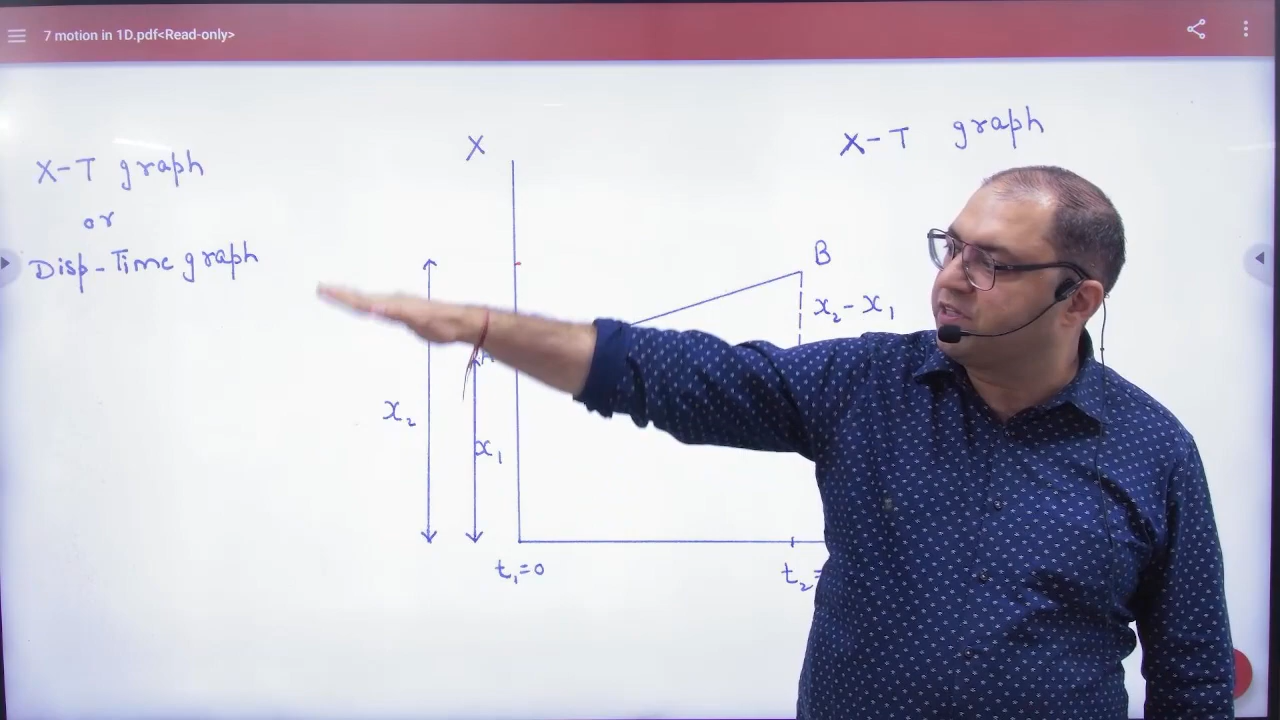 7 motion in 1D.pdf<Read-only>
X-T graph
or
Disp-Time graph
X
X-T graph
B
x₂ - x₁
A
x₂
x₁
t₁=0
t₂=